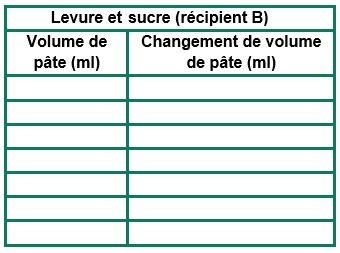 Levure et sucre (récipient B)
Volume de
pâte (ml)
Changement de volume
de pâte (ml)